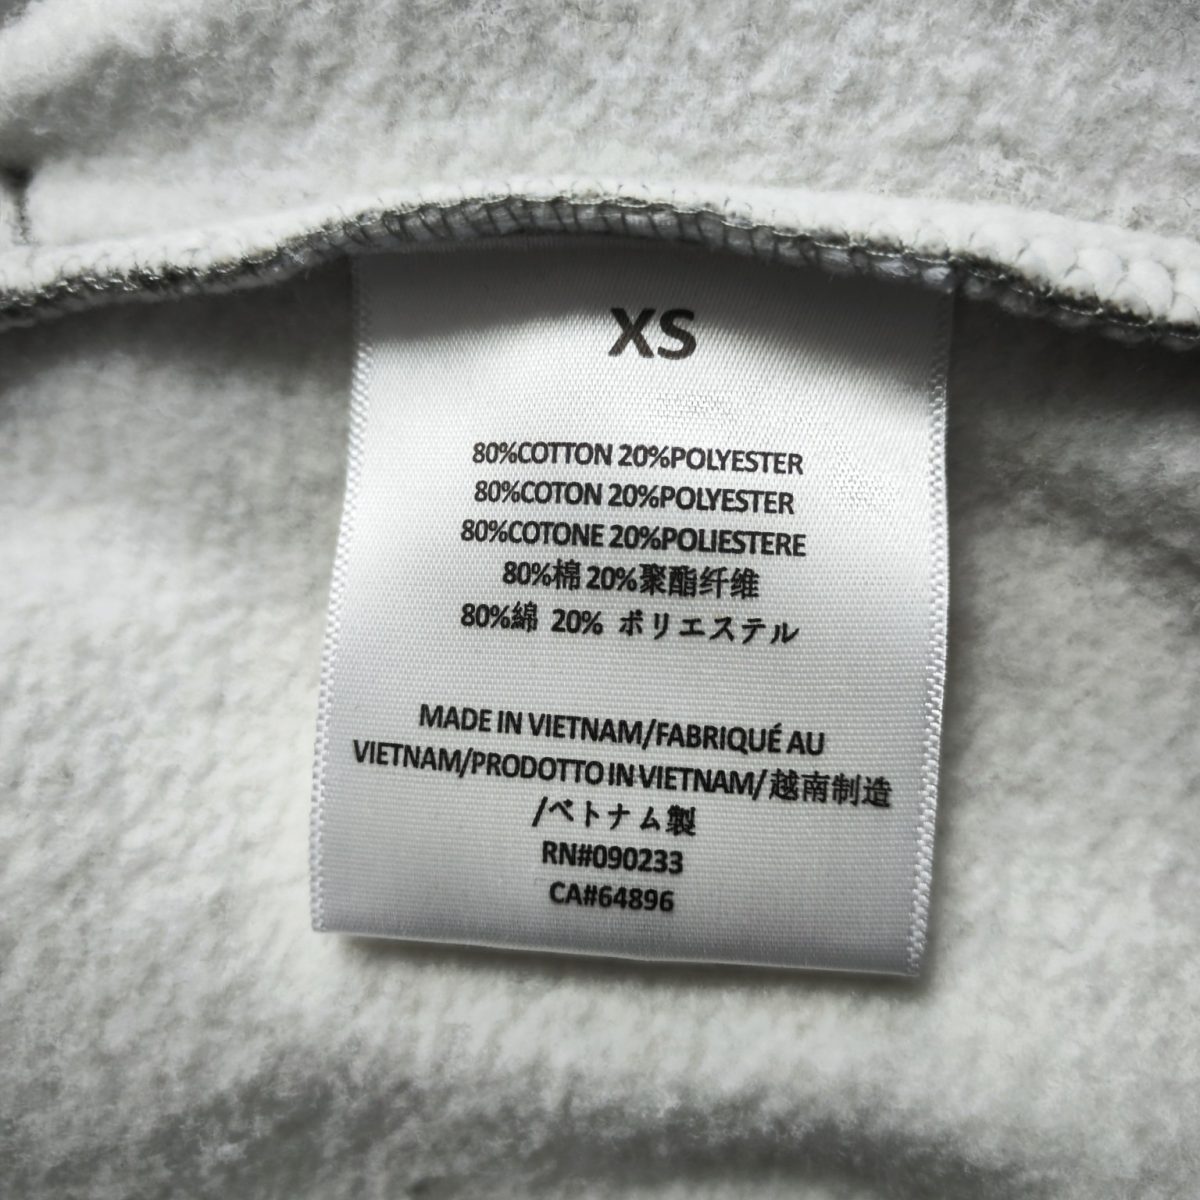 XS
80%COTTON 20%POLYESTER
80%COTON 20%POLYESTER
80%COTONE 20%POLIESTERE
80%棉 20%聚酯纤维
80%綿 20% ポリエステル
MADE IN VIETNAM/FABRIQUÉ AU
VIETNAM/PRODOTTO IN VIETNAM/ 越南制造
/ベトナム製
RN#090233
CA#64896